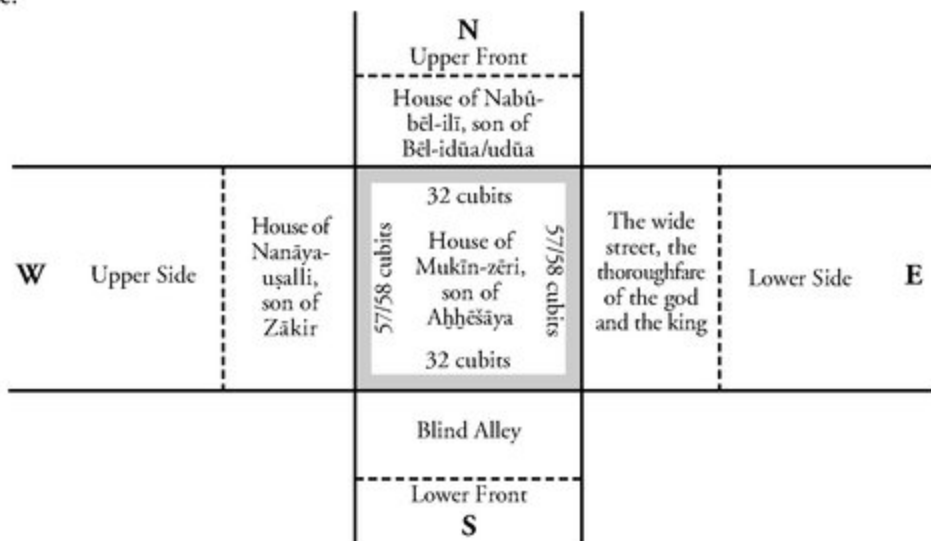 N
Upper Front
House of Nabû-
bēl-ilī, son of
Bēl-idūa/udūa
W
Upper Side
House of
Nanāya-
uṣalli,
son of
Zākir
32 cubits
57/58 cubits
House of
Mukīn-zēri,
son of
Aḫḫēšāya
57/58 cubits
32 cubits
The wide
street, the
thoroughfare
of the god
and the king
Lower Side
E
Blind Alley
Lower Front
S